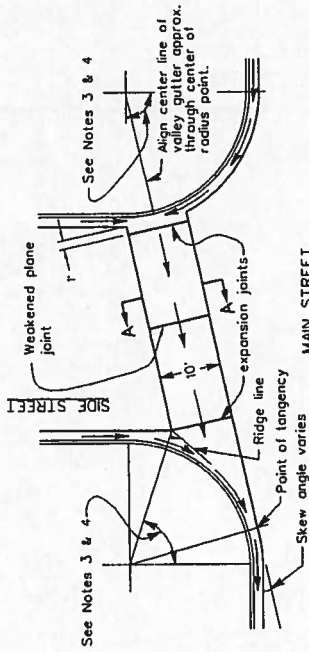 See Notes 3 & 4
Align center line of
valley gutter approx.
through center of
radius point.
Weakened plane
joint
1'
SIDE STREET
A
A
10'
expansion joints
See Notes 3 & 4
Ridge line
Point of tangency
Skew angle varies
MAIN STREET